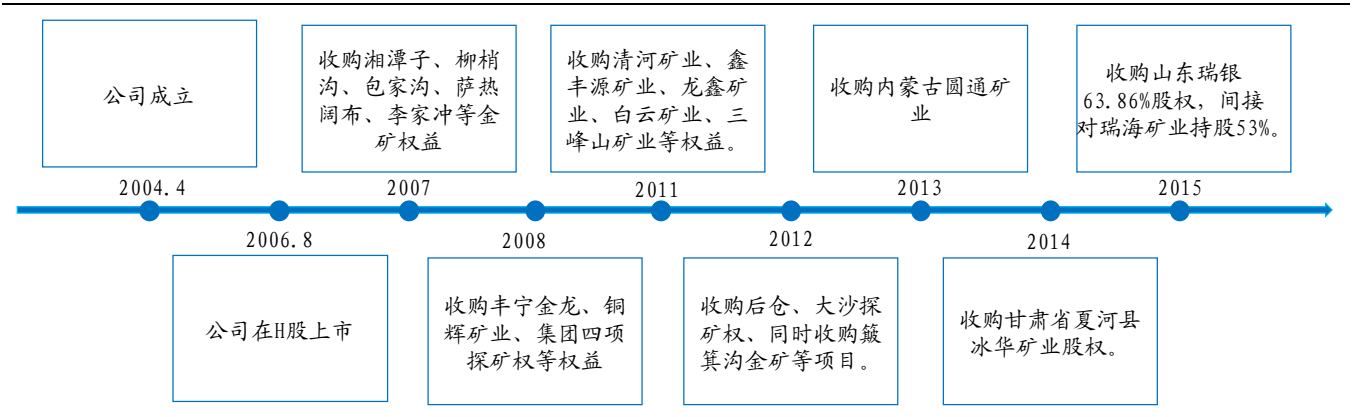 公司成立
收购湘潭子、柳梢
沟、包家沟、萨热
阔布、李家冲等金
矿权益
收购清河矿业、鑫
丰源矿业、龙鑫矿
业、白云矿业、三
峰山矿业等权益。
收购内蒙古圆通矿
业
收购山东瑞银
63.86%股权，间接
对瑞海矿业持股53%。
2004.4
2007
2011
2013
2015
2006.8
2008
2012
2014
公司在H股上市
收购丰宁金龙、铜
辉矿业、集团四项
探矿权等权益
收购后仓、大沙探
矿权、同时收购簸
箕沟金矿等项目。
收购甘肃省夏河县
冰华矿业股权。